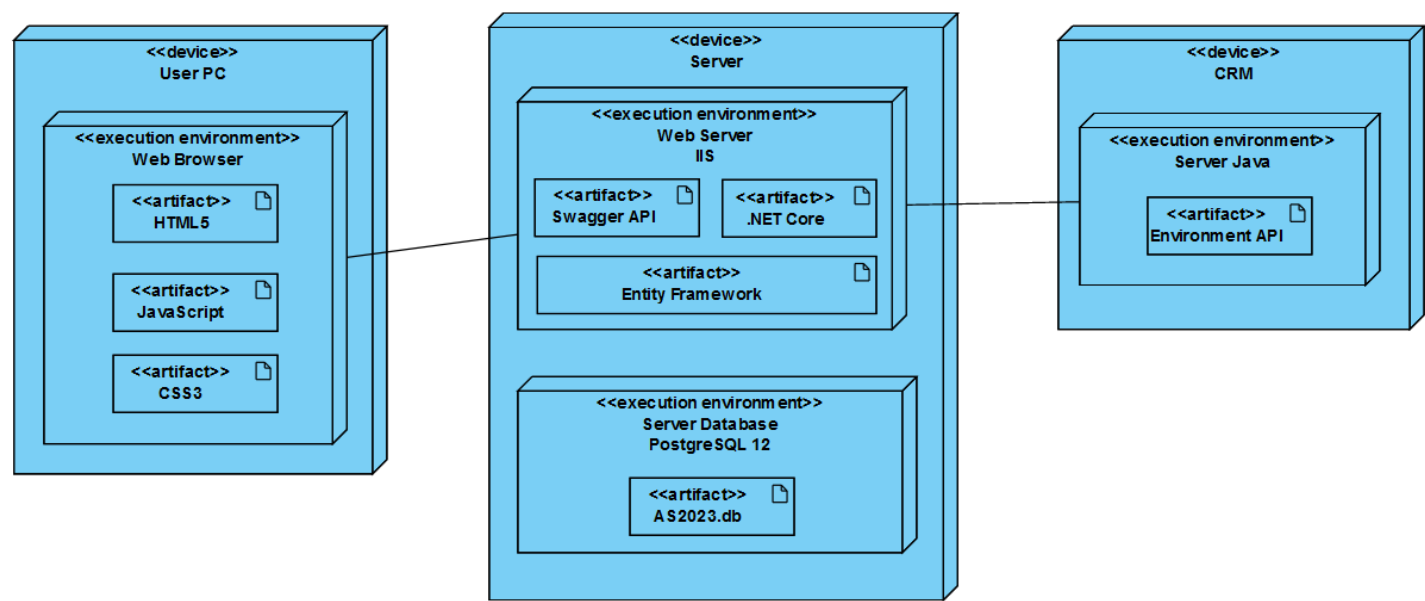 <<device>>
User PC
<<execution environment>>
Web Browser
<<artifact>>
HTML5
<<artifact>>
JavaScript
<<artifact>>
CSS3
<<device>>
Server
<<execution environment>>
Web Server
IIS
<<artifact>>
Swagger API
<<artifact>>
.NET Core
<<artifact>>
Entity Framework
<<execution environment>>
Server Database
PostgreSQL 12
<<artifact>>
AS2023.db
<<device>>
CRM
<<execution environment>>
Server Java
<<artifact>>
Environment API